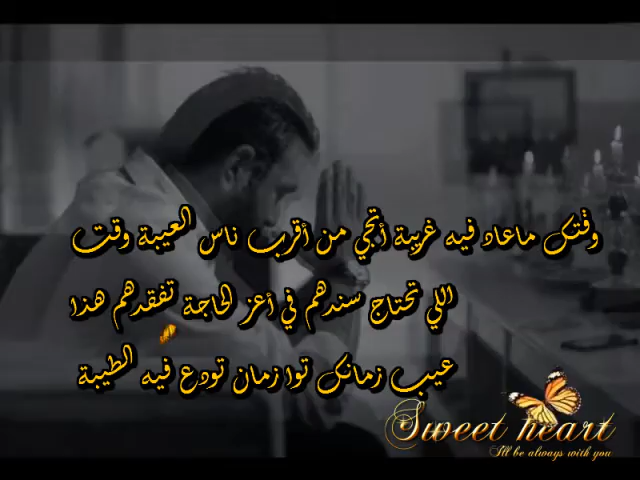 وقتك ماعاد فيه غريبة أتجي من أقرب ناس العيبة وقت
اللي تحتاج سندهم في أعز الحاجة تفقدهم هذا
عيب زمانك توا زمان تودع فيه الطيبة
Sweet heart
I'll be always with you